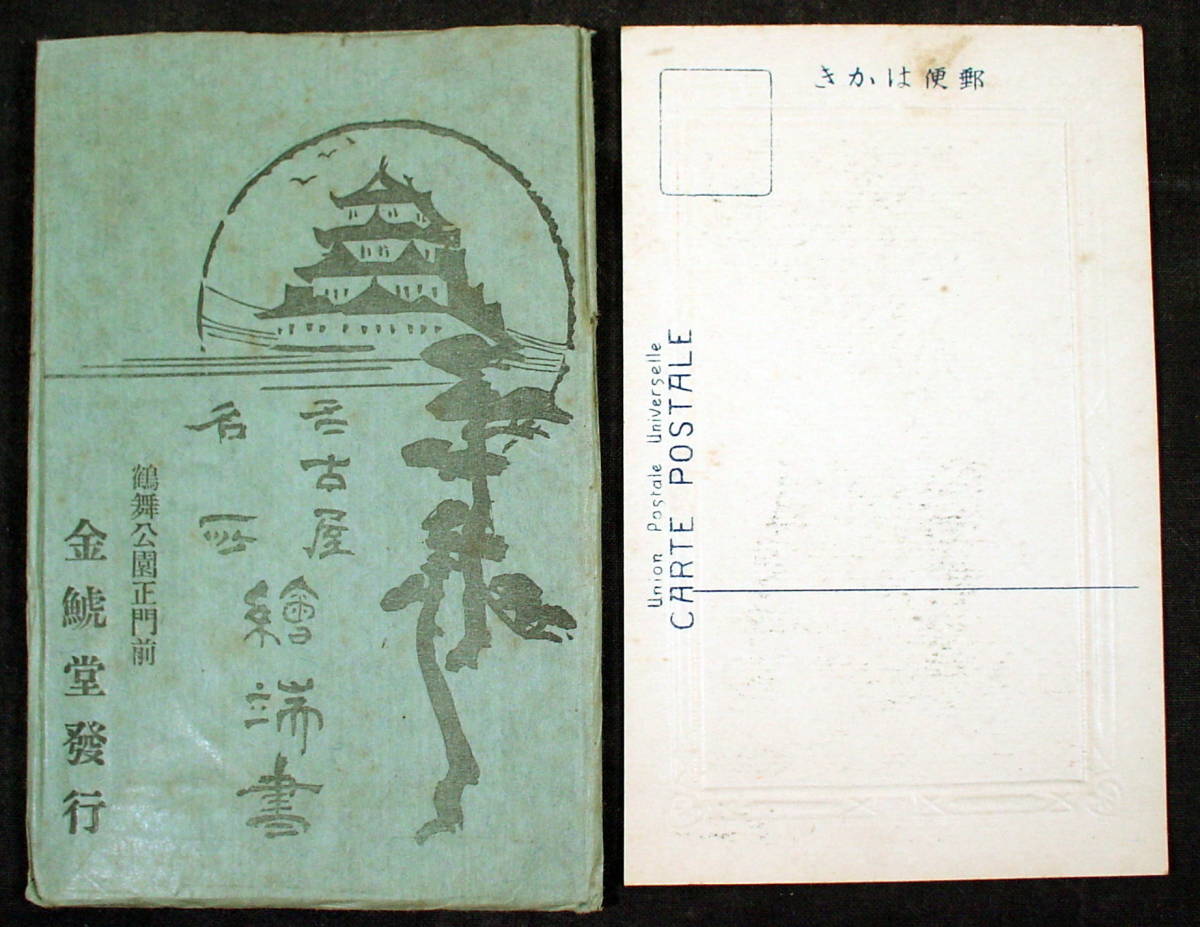 名古屋
名所
繪端書
鶴舞公園正門前
金鯱堂發行
郵便はかき
Union Postale Universelle
CARTE POSTALE